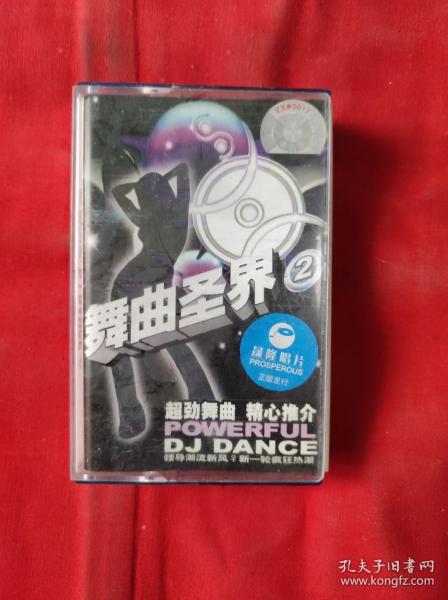 舞曲圣界 2
晟隆唱片
PROSPEROUS
正版发行
超劲舞曲 精心推介
POWERFUL
DJ DANCE
领导潮流新风 新一轮疯狂热潮
孔夫子旧书网
www.kongfz.com